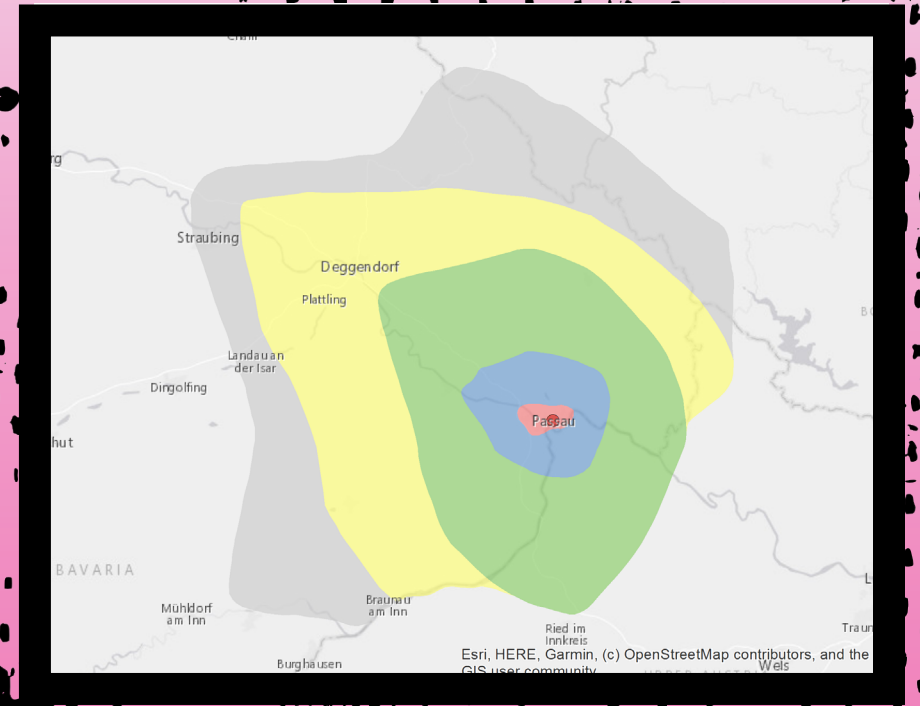 Straubing
Deggendorf
Plattling
Landau an
der Isar
Dingolfing
Passau
hut
BAVARIA
Mühldorf
am Inn
Braunau
am Inn
Ried im
Innkreis
Traun
Burghausen
Wels
Esri, HERE, Garmin, (c) OpenStreetMap contributors, and the
GIS user community